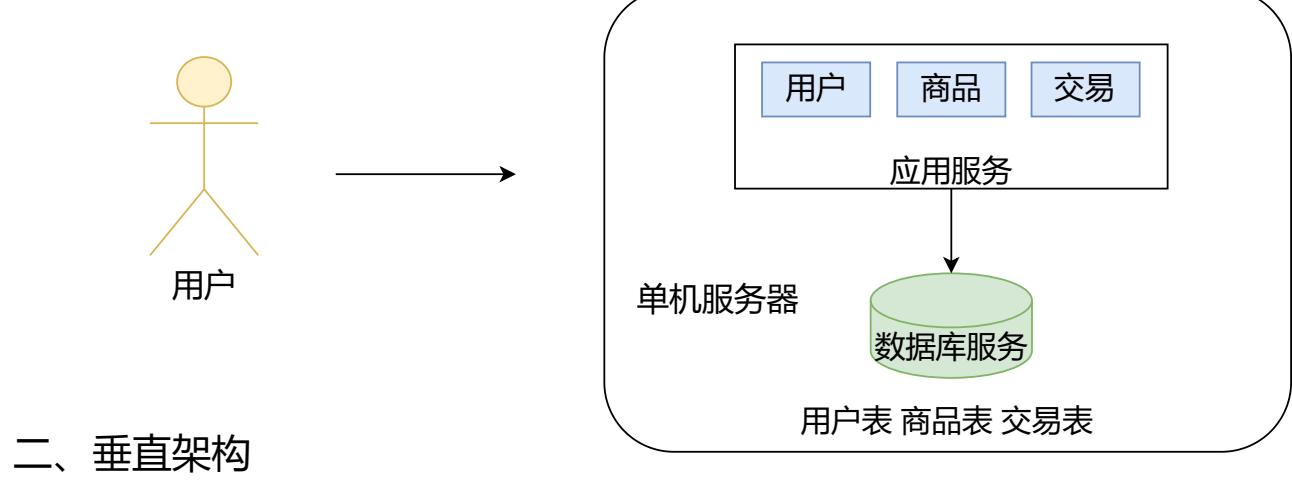 用户 商品 交易
应用服务
用户
单机服务器
数据库服务
用户表 商品表 交易表
二、垂直架构